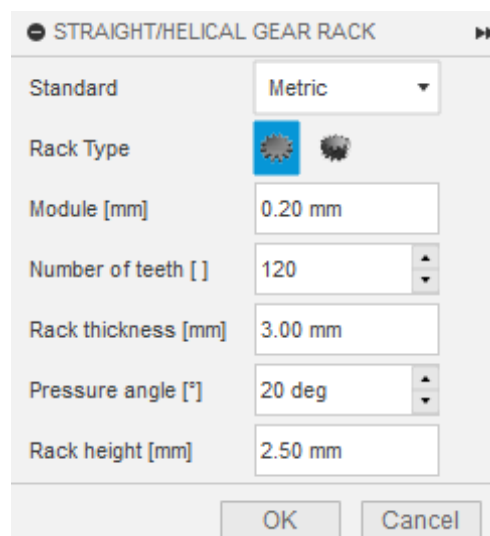 STRAIGHT/HELICAL GEAR RACK
Standard Metric
Rack Type
Module [mm] 0.20 mm
Number of teeth [ ] 120
Rack thickness [mm] 3.00 mm
Pressure angle [°] 20 deg
Rack height [mm] 2.50 mm
OK Cancel